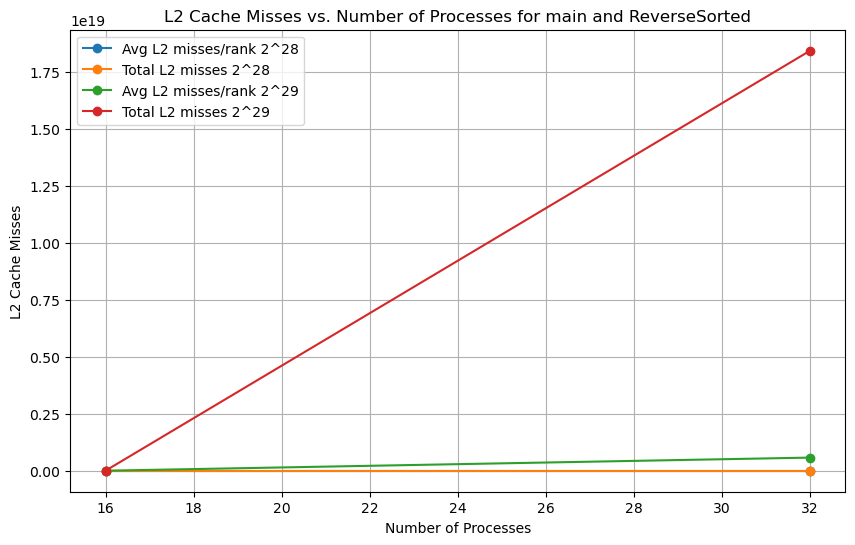 L2 Cache Misses vs. Number of Processes for main and ReverseSorted
1e19
Avg L2 misses/rank 2^28
Total L2 misses 2^28
Avg L2 misses/rank 2^29
Total L2 misses 2^29
L2 Cache Misses
1.75
1.50
1.25
1.00
0.75
0.50
0.25
0.00
16 18 20 22 24 26 28 30 32
Number of Processes